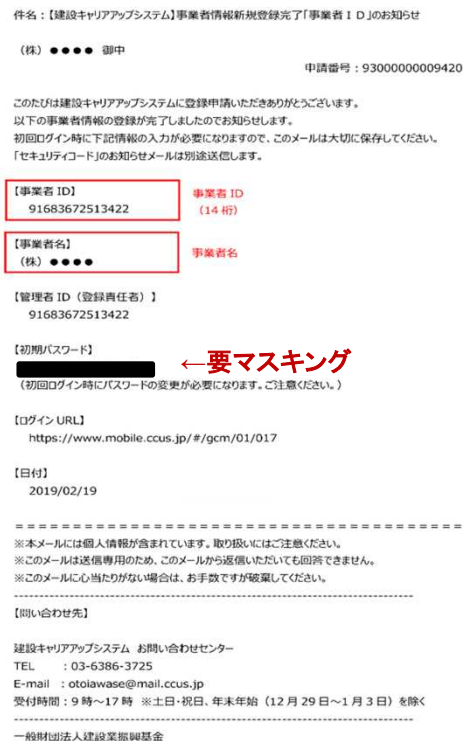 件名:【建設キャリアアップシステム】事業者情報新規登録完了「事業者ID」のお知らせ
(株)●●●● 御中
申請番号:93000000009420
このたびは建設キャリアアップシステムに登録申請いただきありがとうございます。
以下の事業者情報の登録が完了しましたのでお知らせします。
初回ログイン時に下記情報の入力が必要になりますので、このメールは大切に保存してください。
「セキュリティコード」のお知らせメールは別途送信します。
【事業者 ID】 事業者 ID
91683672513422 (14 桁)
【事業者名】
(株)●●●● 事業者名
【管理者 ID(登録責任者)】
91683672513422
【初期パスワード】
←要マスキング
(初回ログイン時にパスワードの変更が必要になります。ご注意ください。)
【ログイン URL】
https://www.mobile.ccus.jp/#/gcm/01/017
【日付】
2019/02/19
=====================================
※本メールには個人情報が含まれています。取り扱いにはご注意ください。
※このメールは送信専用のため、このメールから返信いただいても回答できません。
※このメールに心当たりがない場合は、お手数ですが破棄してください。
--------------------------------------------------------------------------------
【問い合わせ先】
建設キャリアアップシステム お問い合わせセンター
TEL :03-6386-3725
E-mail :otoiawase@mail.ccus.jp
受付時間:9 時~17 時 ※土日・祝日、年末年始(12 月 29 日~1 月 3 日)を除く
--------------------------------------------------------------------------------
一般財団法人建設業振興基金